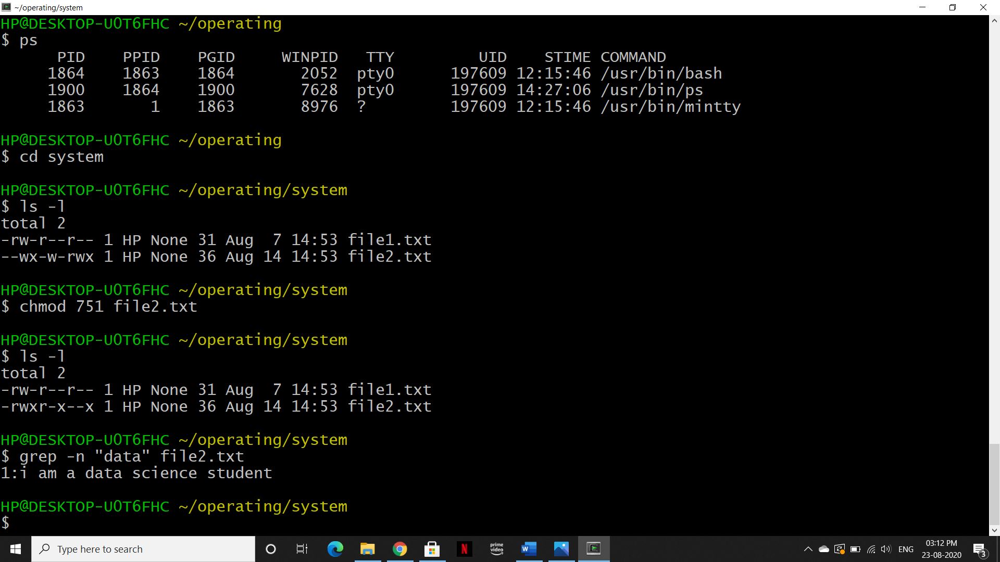 ~/operating/system
HP@DESKTOP-U0T6FHC ~/operating
$ ps
PID PPID PGID WINPID TTY UID STIME COMMAND
1864 1863 1864 2052 pty0 197609 12:15:46 /usr/bin/bash
1900 1864 1900 7628 pty0 197609 14:27:06 /usr/bin/ps
1863 1 1863 8976 ? 197609 12:15:46 /usr/bin/mintty
HP@DESKTOP-U0T6FHC ~/operating
$ cd system
HP@DESKTOP-U0T6FHC ~/operating/system
$ ls -l
total 2
-rw-r--r-- 1 HP None 31 Aug  7 14:53 file1.txt
--wx-w-rwx 1 HP None 36 Aug 14 14:53 file2.txt
HP@DESKTOP-U0T6FHC ~/operating/system
$ chmod 751 file2.txt
HP@DESKTOP-U0T6FHC ~/operating/system
$ ls -l
total 2
-rw-r--r-- 1 HP None 31 Aug  7 14:53 file1.txt
-rwxr-x--x 1 HP None 36 Aug 14 14:53 file2.txt
HP@DESKTOP-U0T6FHC ~/operating/system
$ grep -n "data" file2.txt
1:i am a data science student
HP@DESKTOP-U0T6FHC ~/operating/system
$
Type here to search
N
prime video
W
ENG
03:12 PM
23-08-2020
3